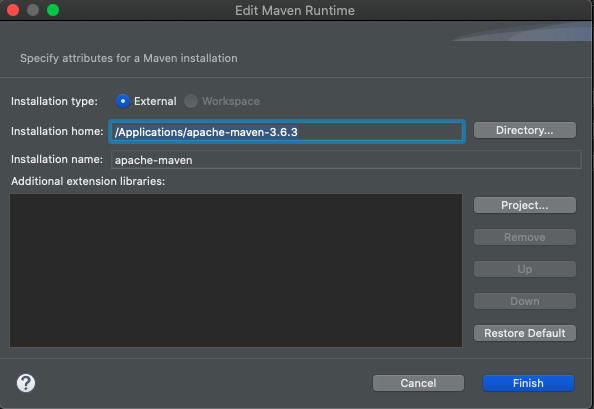 Edit Maven Runtime
Specify attributes for a Maven installation
Installation type: External Workspace
Installation home: /Applications/apache-maven-3.6.3 Directory...
Installation name: apache-maven
Additional extension libraries:
Project...
Remove
Up
Down
Restore Default
? Cancel Finish